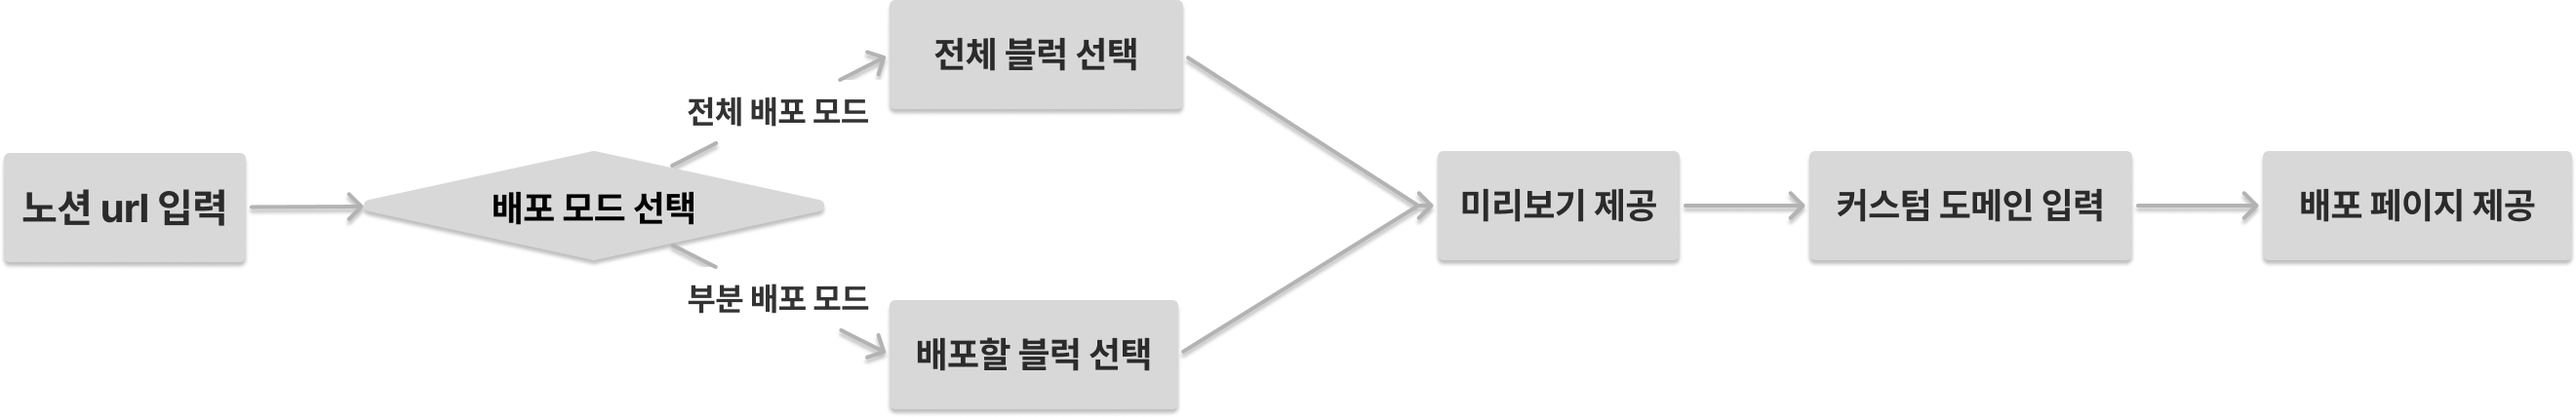 노션 url 입력
배포 모드 선택
전체 배포 모드
전체 블럭 선택
부분 배포 모드
배포할 블럭 선택
미리보기 제공
커스텀 도메인 입력
배포 페이지 제공